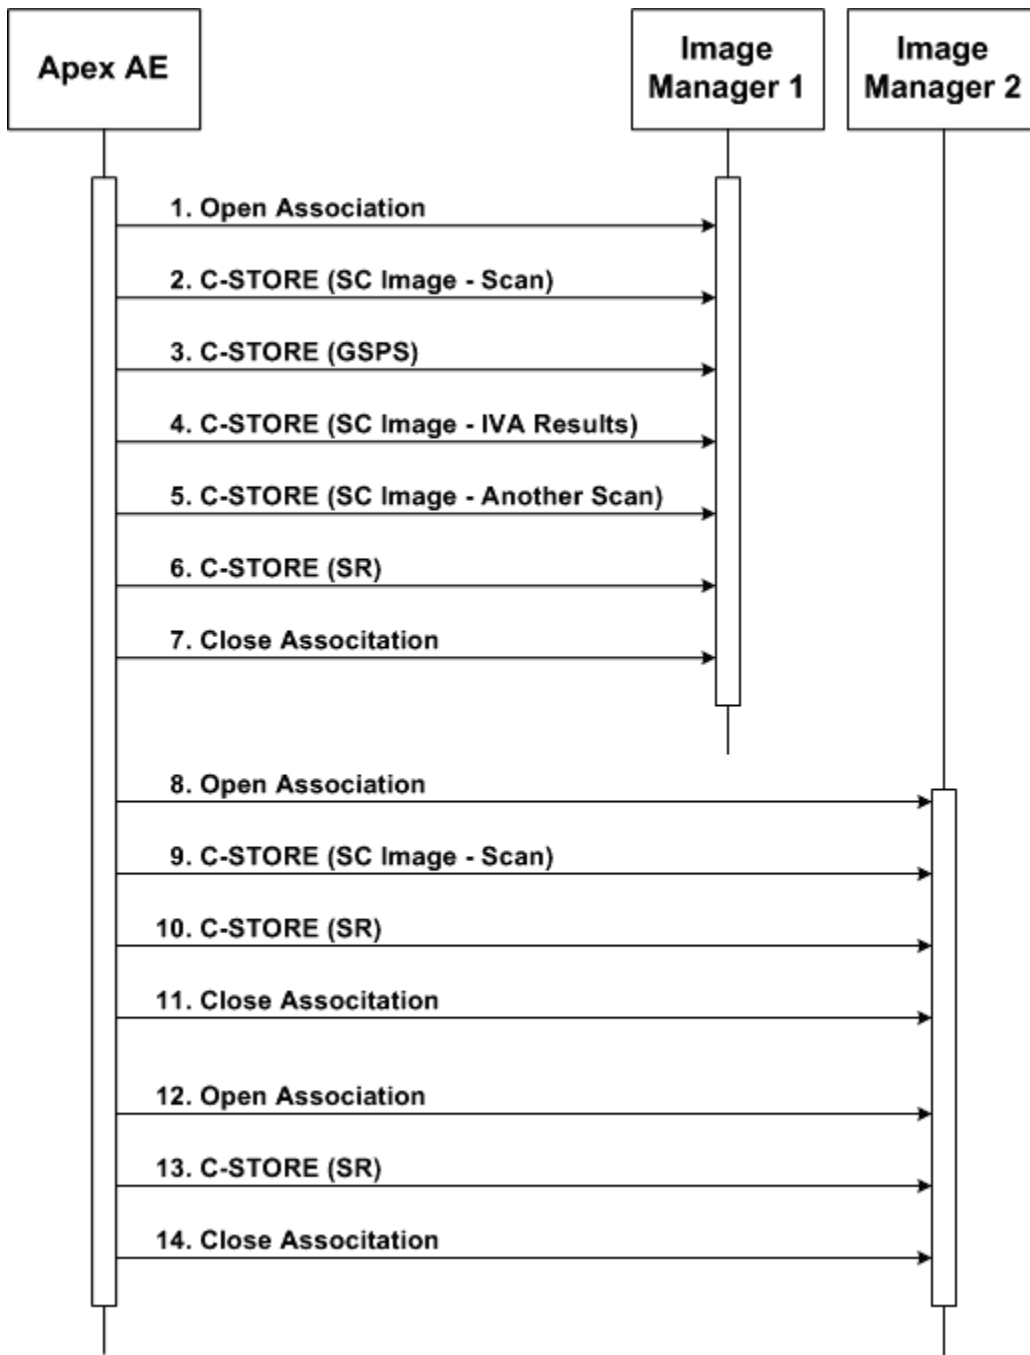 Apex AE
Image
Manager 1
Image
Manager 2
1. Open Association
2. C-STORE (SC Image - Scan)
3. C-STORE (GSPS)
4. C-STORE (SC Image - IVA Results)
5. C-STORE (SC Image - Another Scan)
6. C-STORE (SR)
7. Close Associtation
8. Open Association
9. C-STORE (SC Image - Scan)
10. C-STORE (SR)
11. Close Associtation
12. Open Association
13. C-STORE (SR)
14. Close Associtation